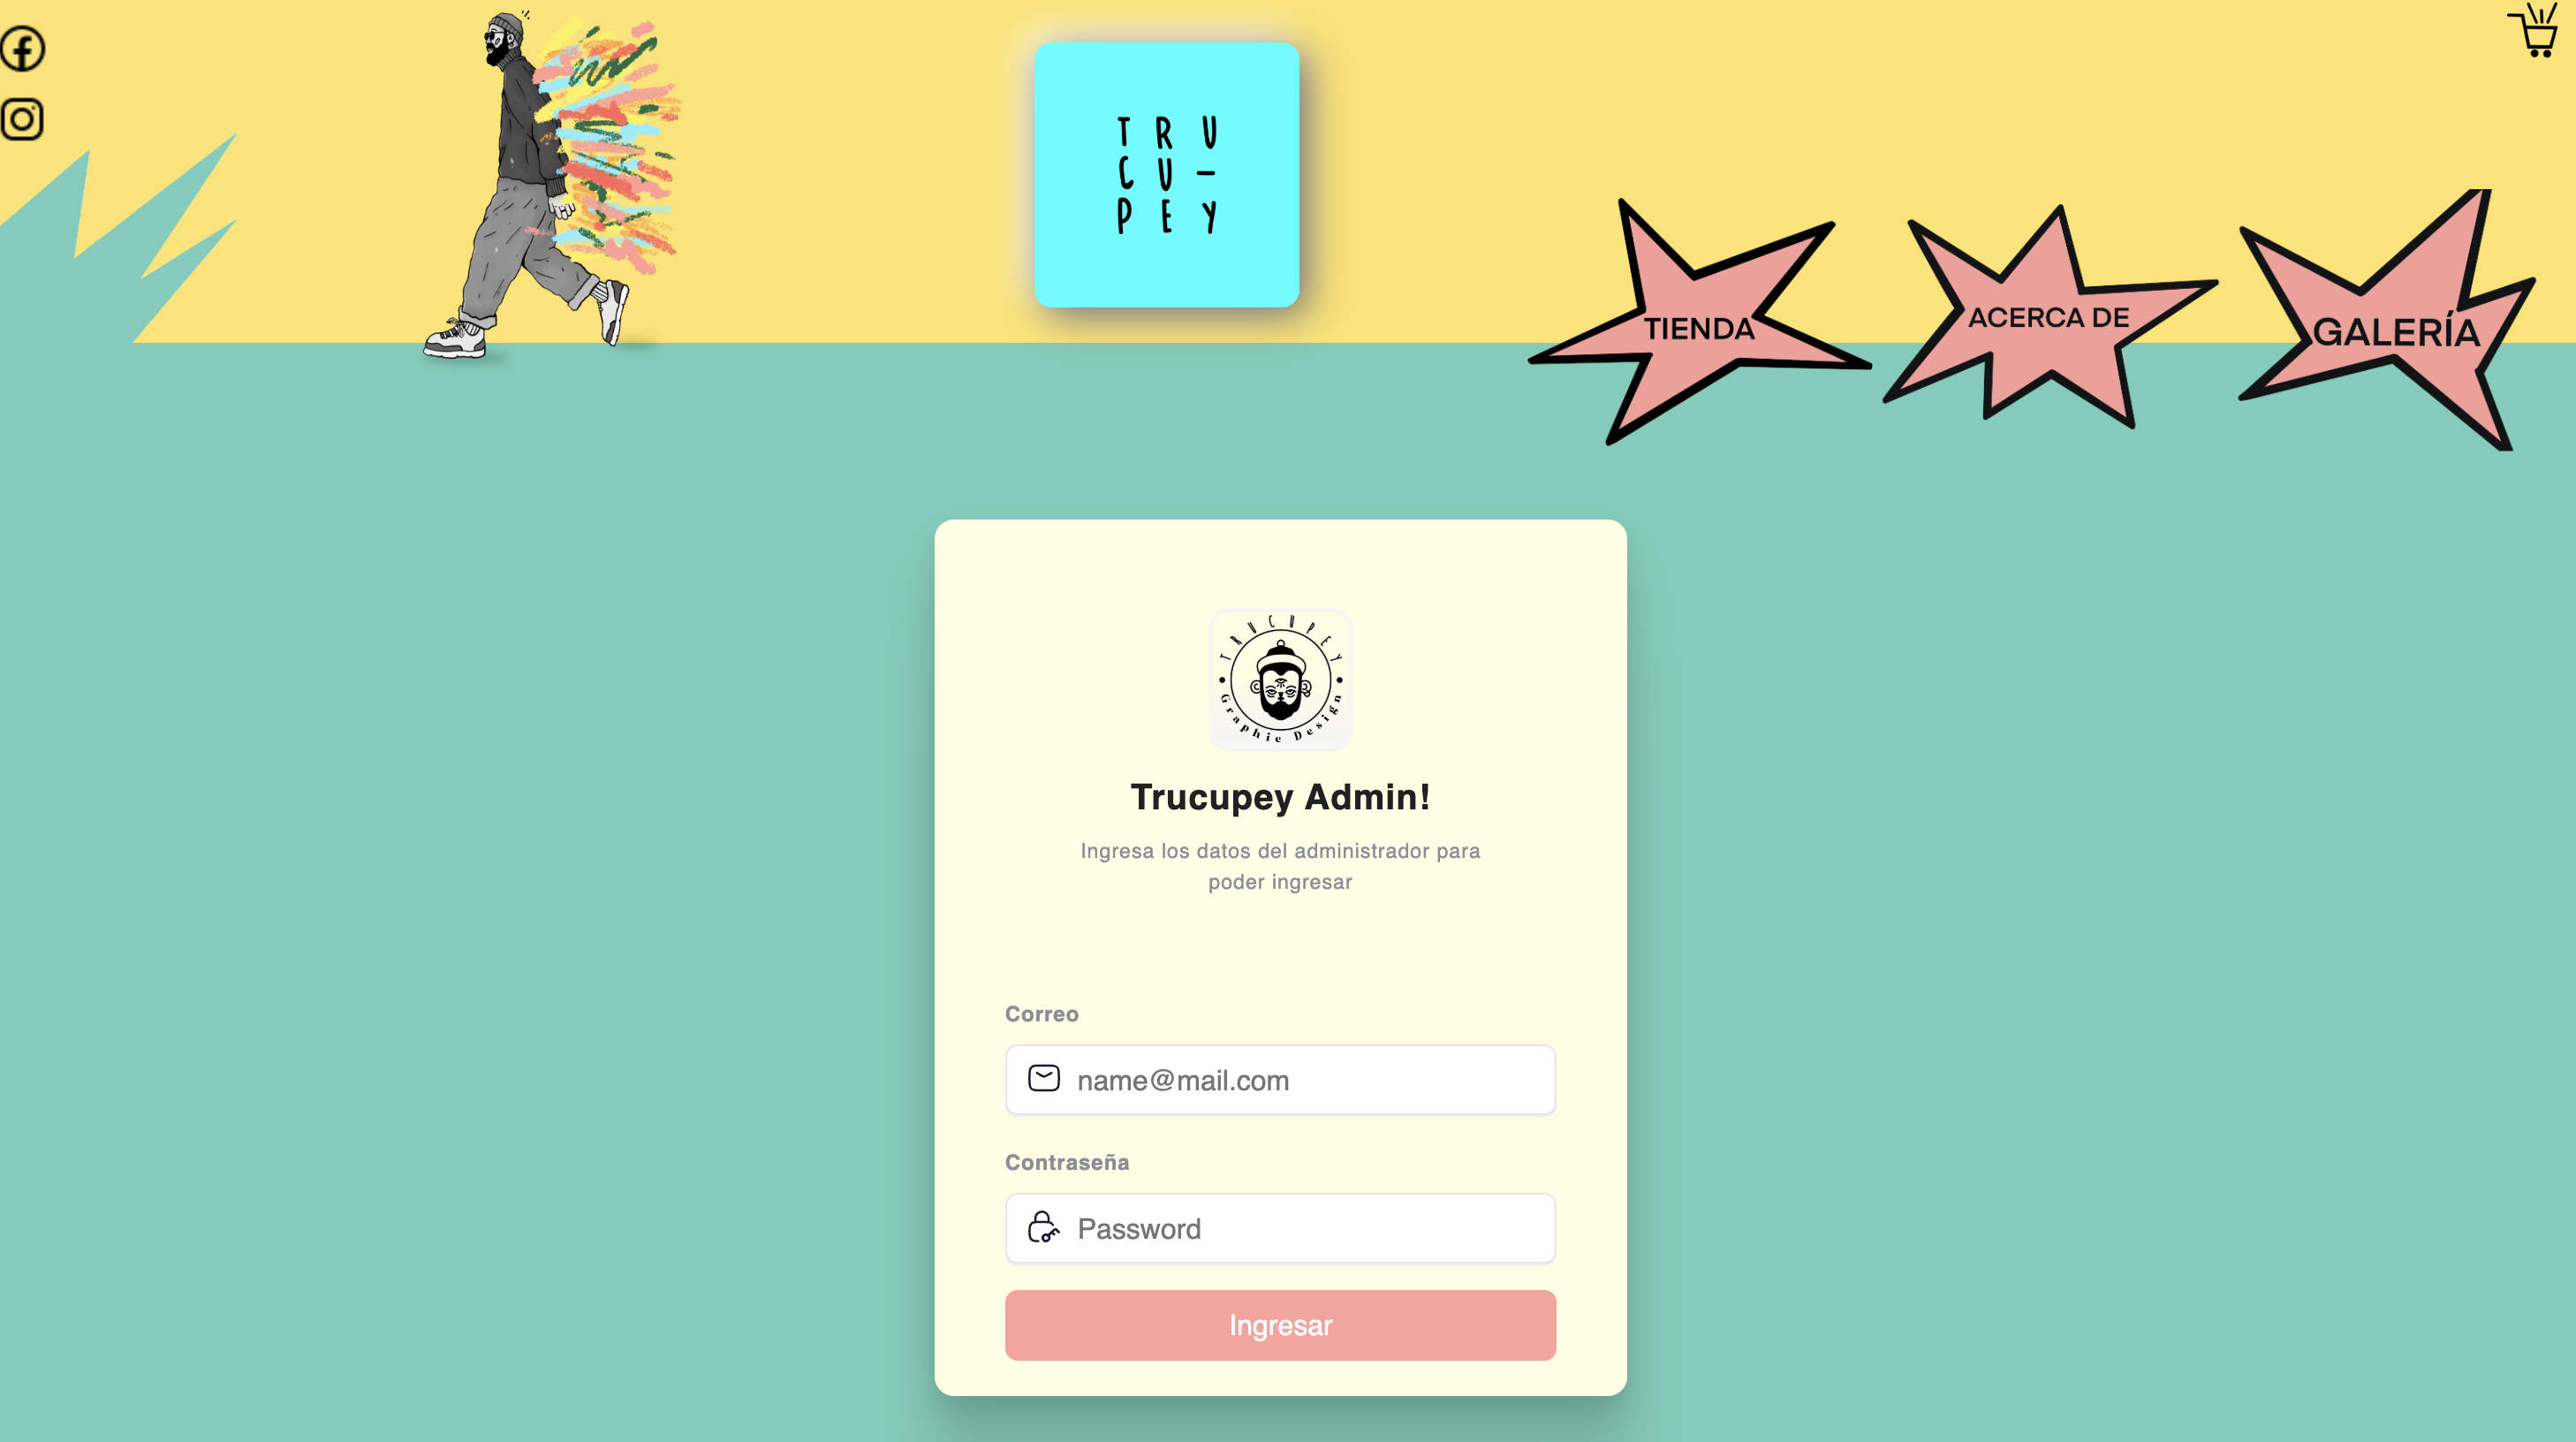 T R U
C U –
P E Y
TIENDA
ACERCA DE
GALERÍA
TRUCUPEY
Graphic Design
Trucupey Admin!
Ingresa los datos del administrador para
poder ingresar
Correo
name@mail.com
Contraseña
Password
Ingresar